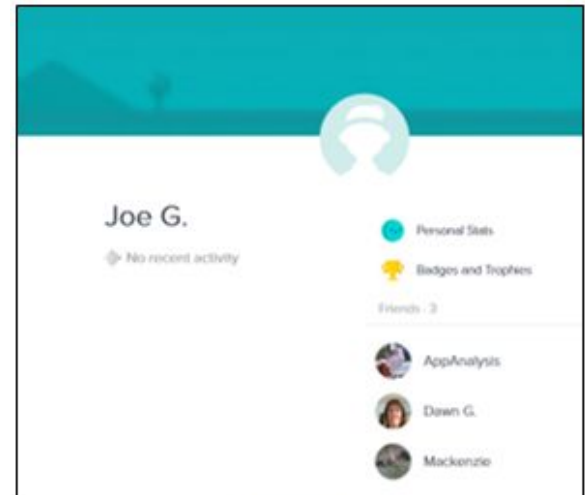 Joe G.
No recent activity
Personal Stats
Badges and Trophies
Friends - 3
AppAnalysis
Dawn G.
Mackenzie